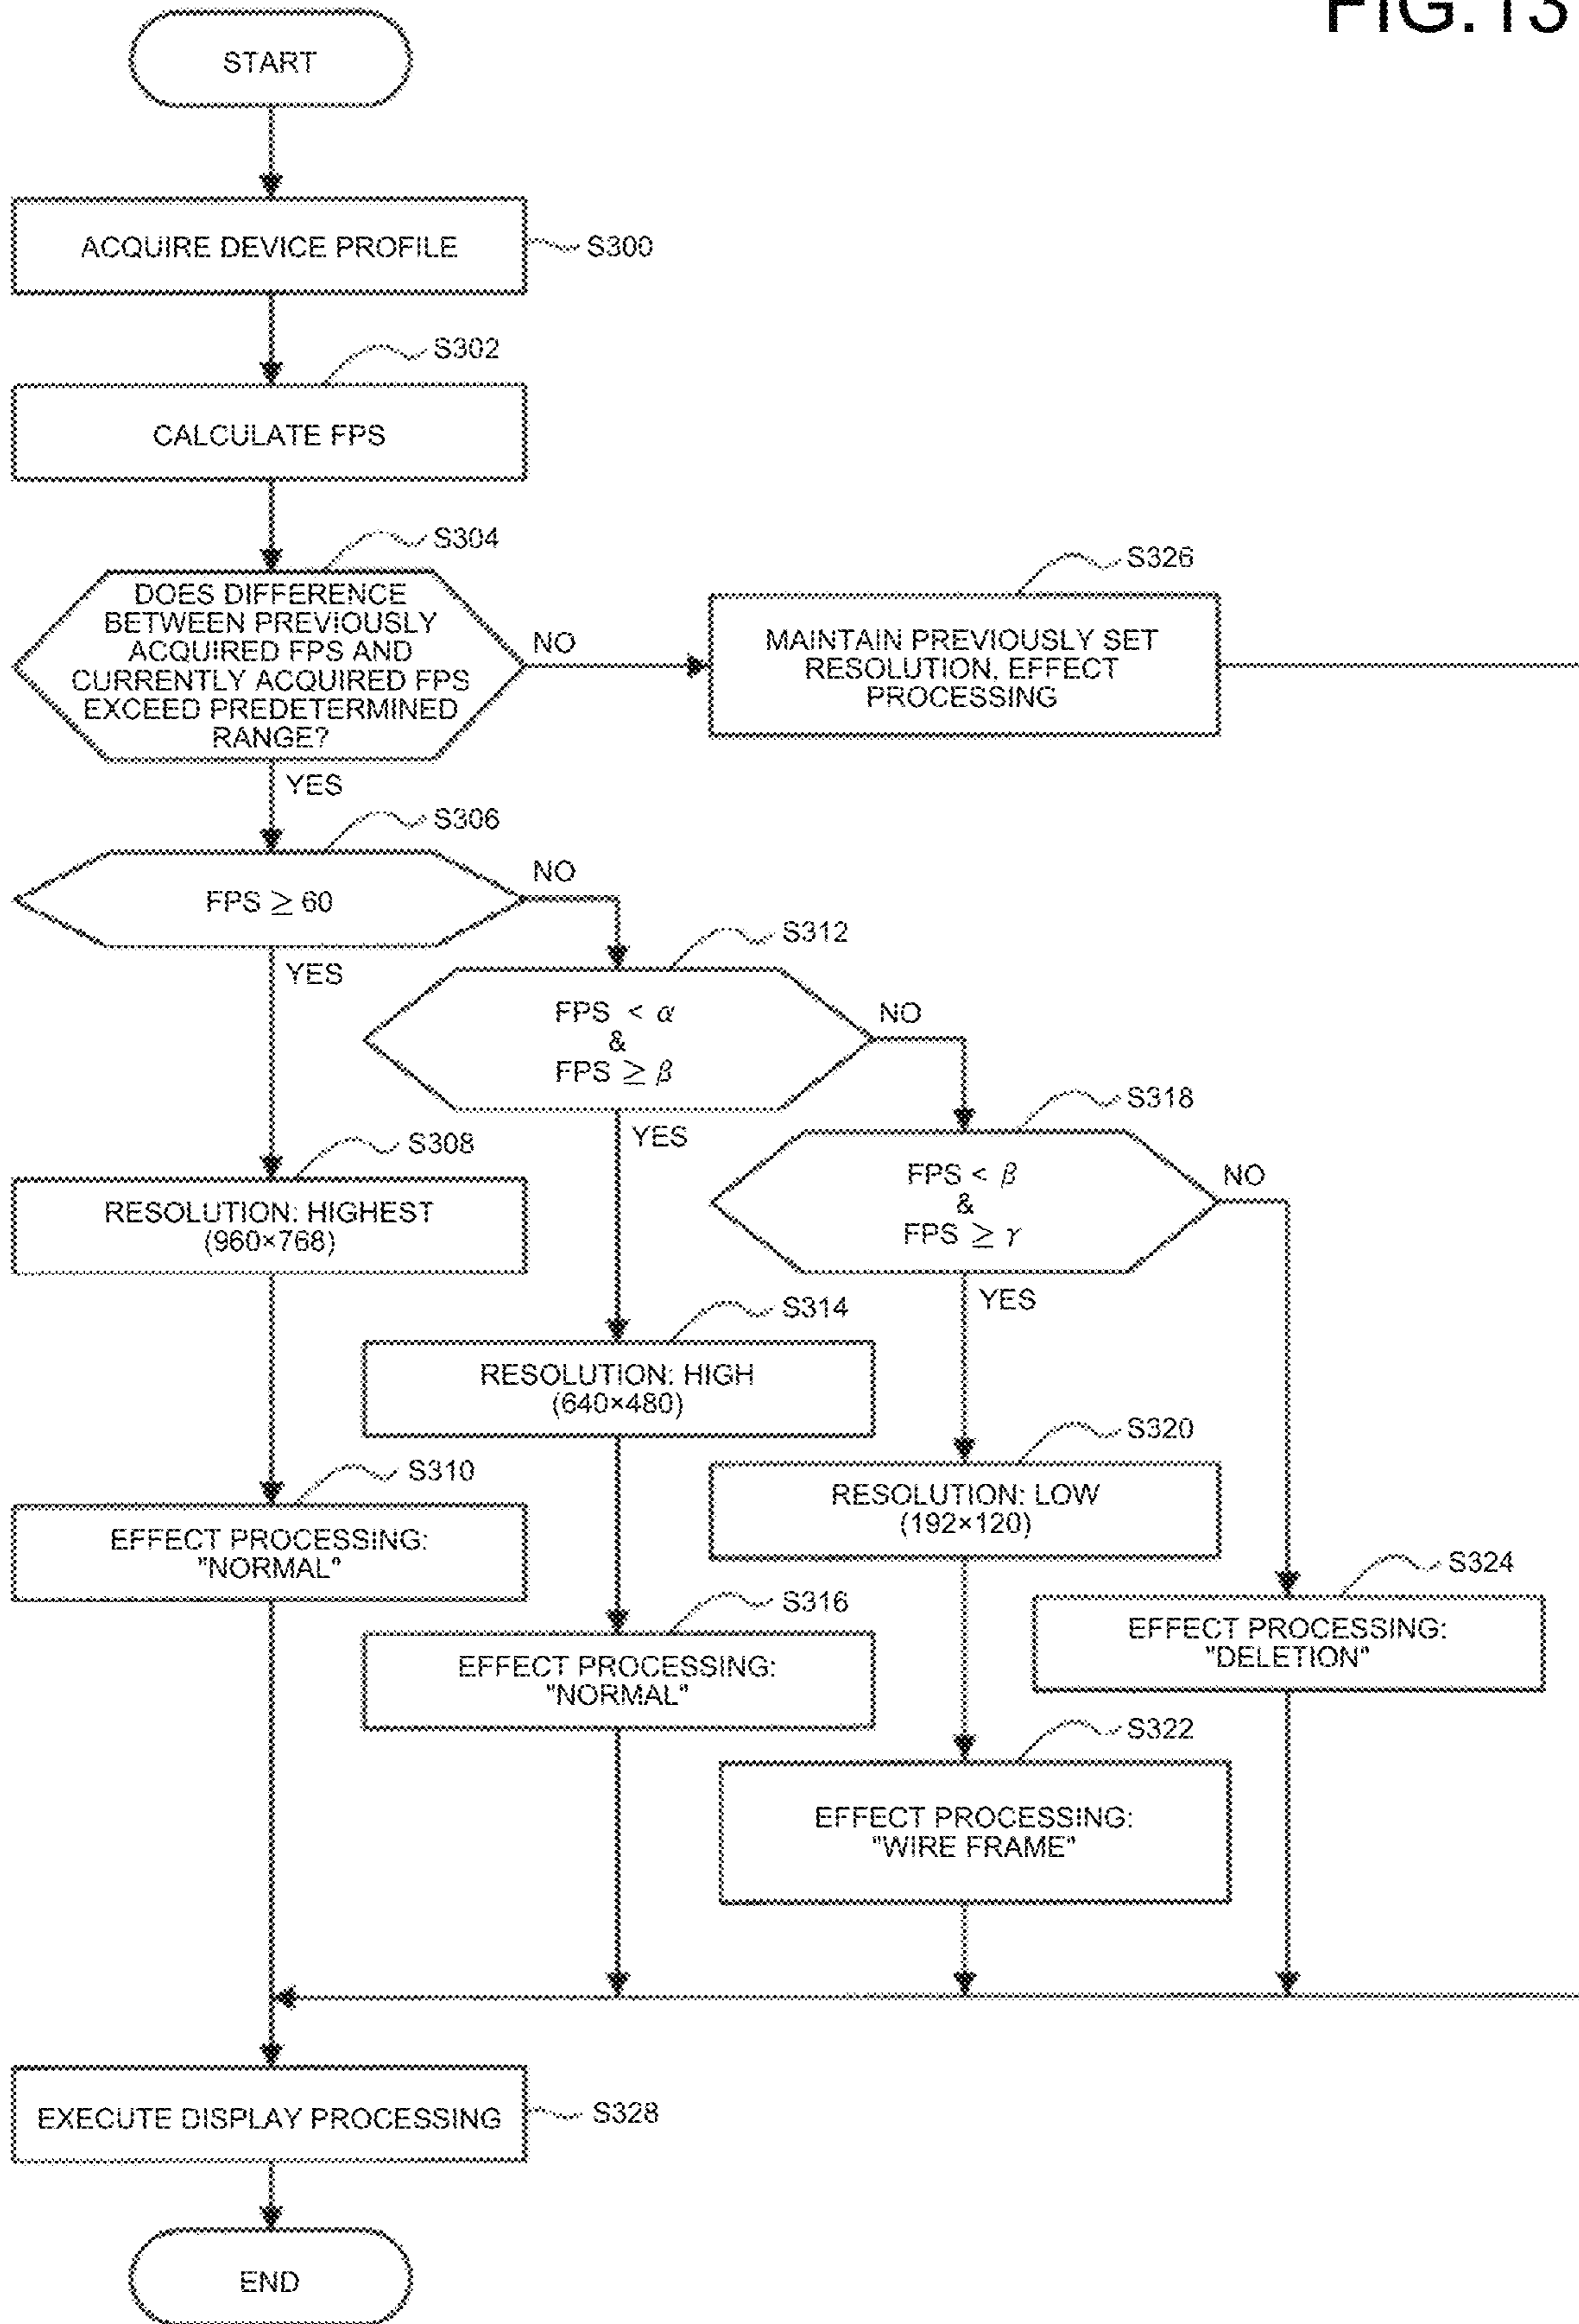 FIG. 13
START
ACQUIRE DEVICE PROFILE
S300
S302
CALCULATE FPS
S304
DOES DIFFERENCE
BETWEEN PREVIOUSLY
ACQUIRED FPS AND
CURRENTLY ACQUIRED FPS
EXCEED PREDETERMINED
RANGE?
NO
S326
MAINTAIN PREVIOUSLY SET
RESOLUTION, EFFECT
PROCESSING
YES
S306
FPS ≥ 60
NO
YES
S312
FPS < α
&
FPS ≥ β
NO
YES
S318
FPS < β
&
FPS ≥ γ
NO
YES
S308
RESOLUTION: HIGHEST
(960×768)
S314
RESOLUTION: HIGH
(640×480)
S320
RESOLUTION: LOW
(192×120)
S310
EFFECT PROCESSING:
"NORMAL"
S316
EFFECT PROCESSING:
"NORMAL"
S324
EFFECT PROCESSING:
"DELETION"
S322
EFFECT PROCESSING:
"WIRE FRAME"
EXECUTE DISPLAY PROCESSING
S328
END